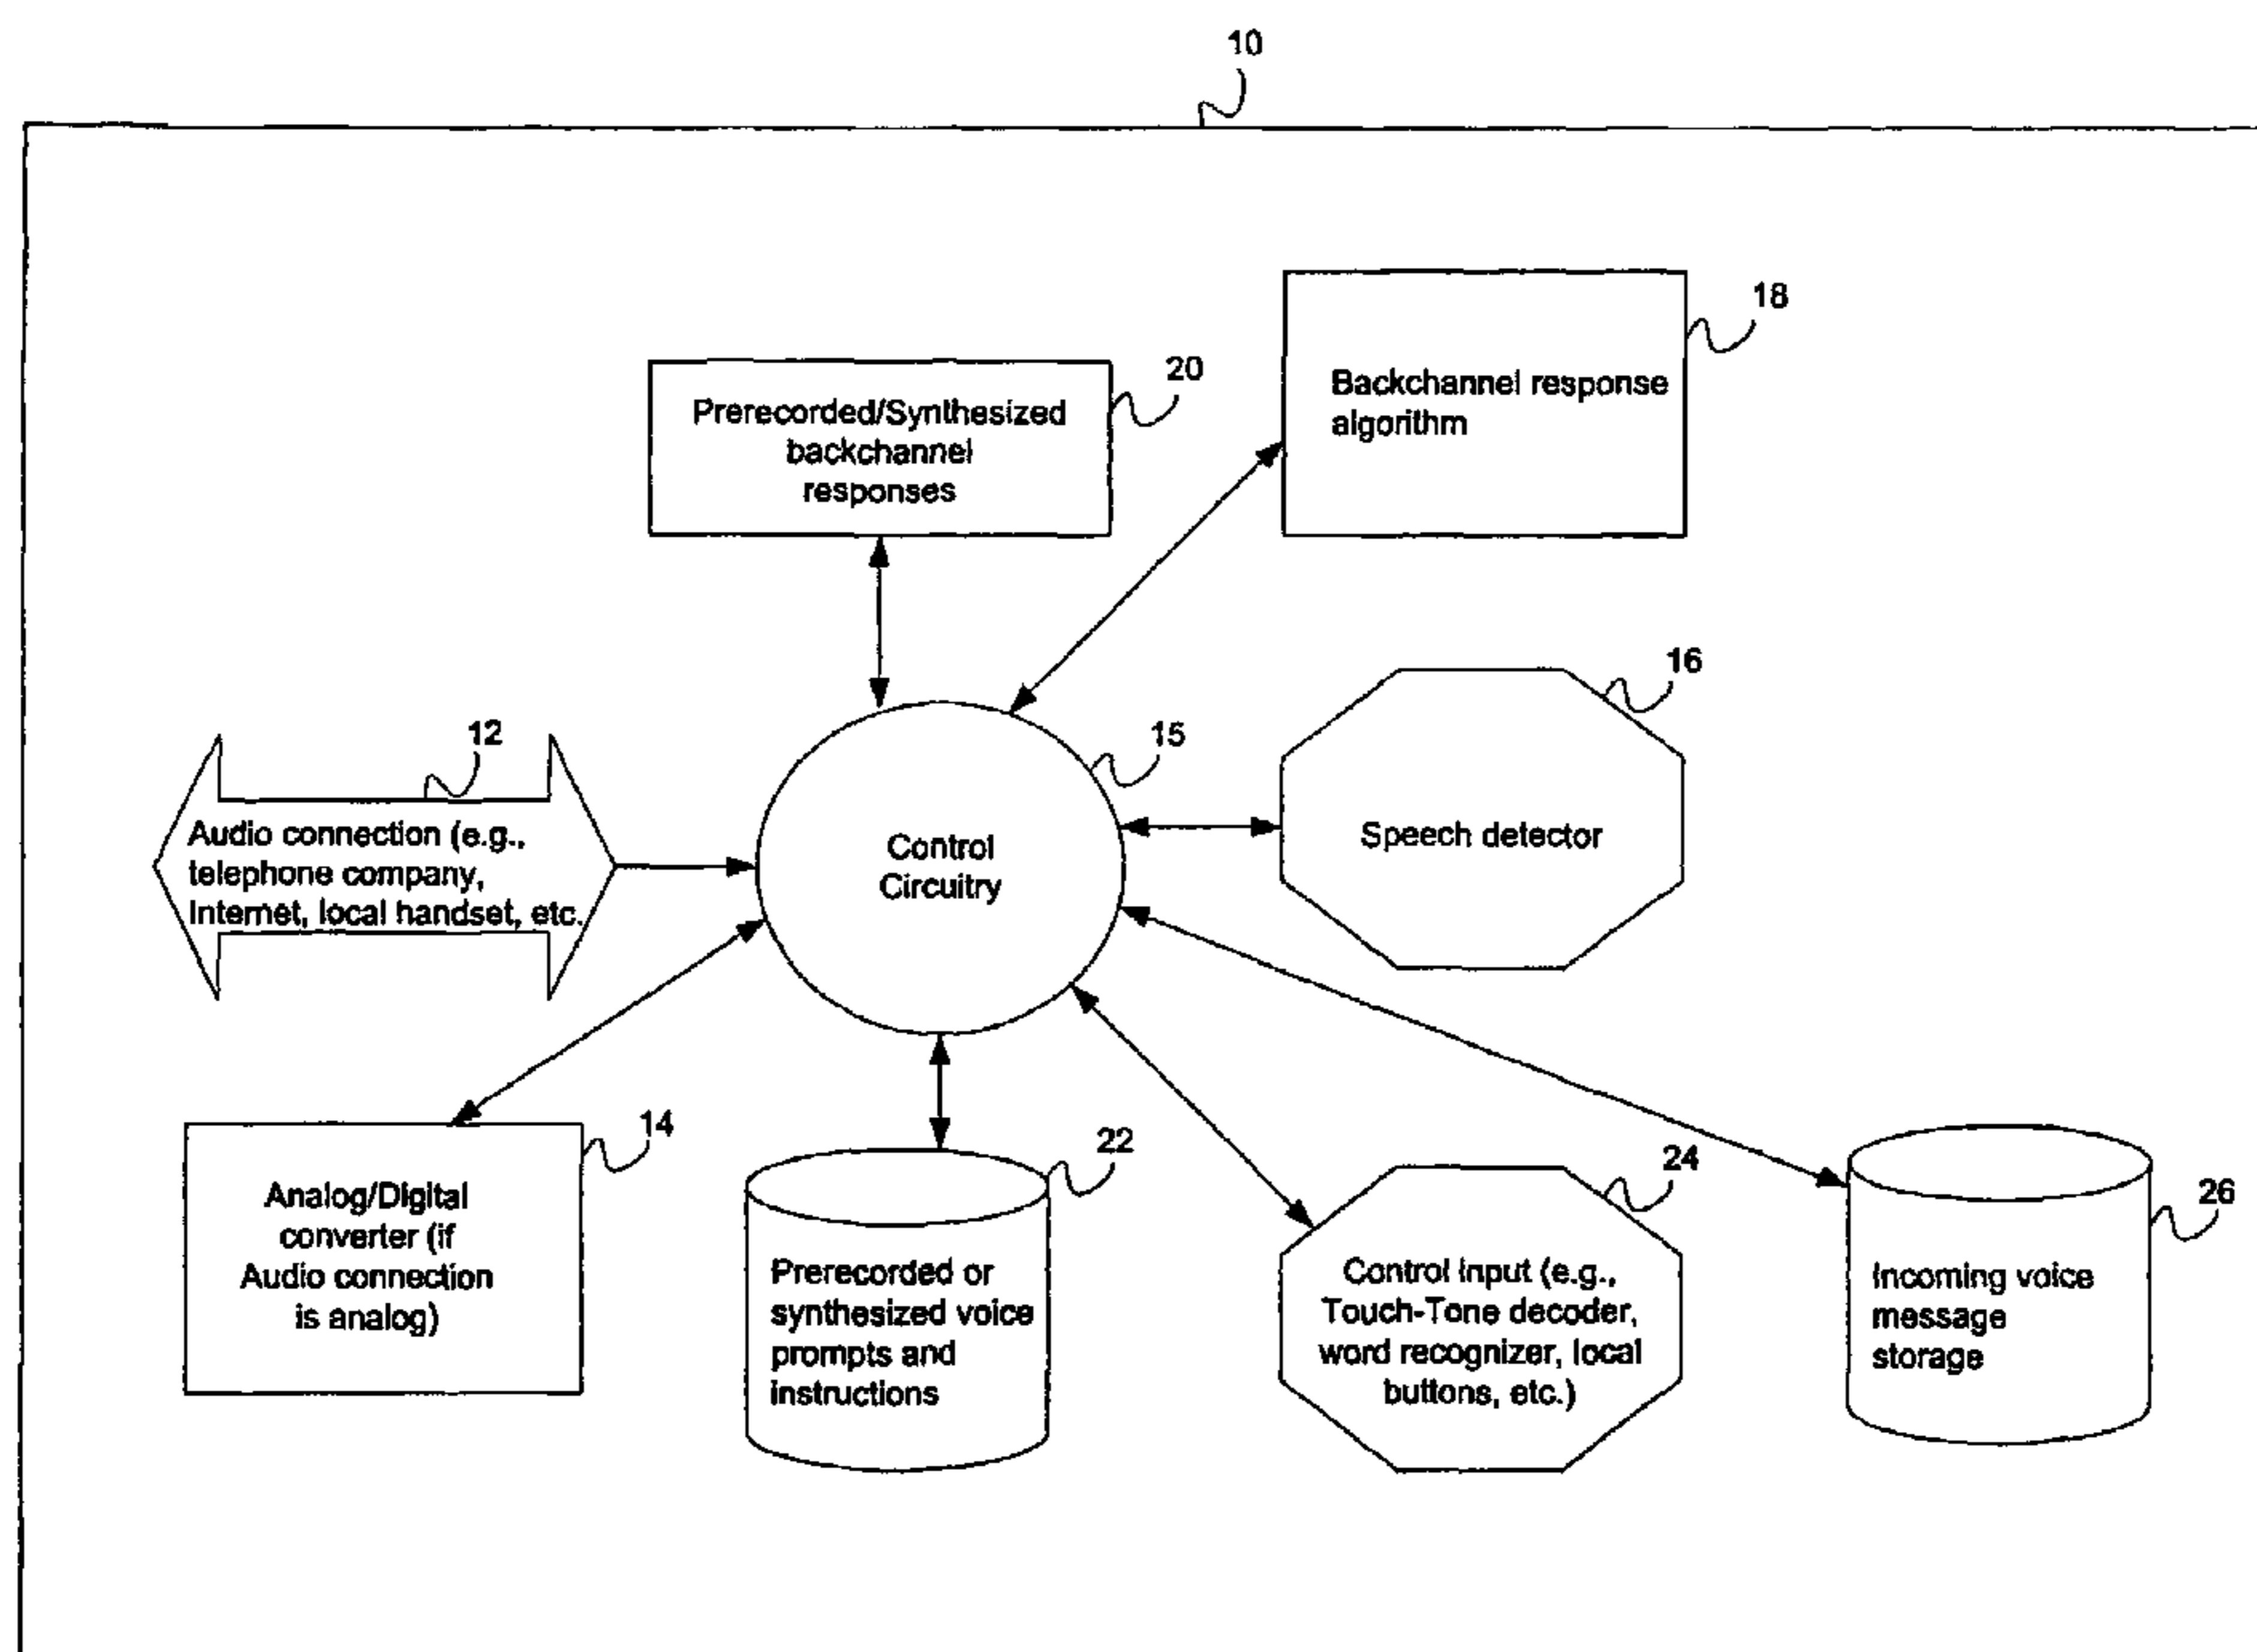 10
18
Backchannel response
algorithm
20
Prerecorded/Synthesized
backchannel
responses
16
Speech detector
12
Audio connection (e.g.,
telephone company,
Internet, local handset, etc.
15
Control
Circuitry
14
Analog/Digital
converter (if
Audio connection
is analog)
22
Prerecorded or
synthesized voice
prompts and
instructions
24
Control Input (e.g.,
Touch-Tone decoder,
word recognizer, local
buttons, etc.)
26
Incoming voice
message
storage